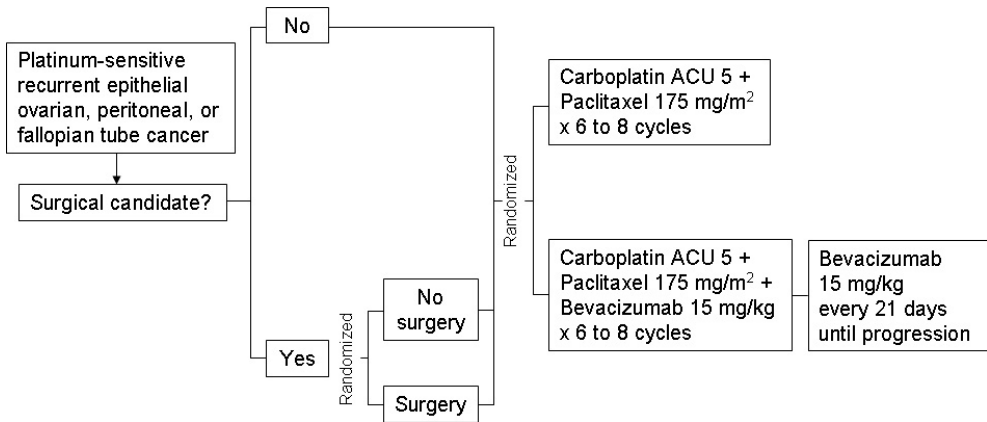 Platinum-sensitive
recurrent epithelial
ovarian, peritoneal, or
fallopian tube cancer
Surgical candidate?
No
Yes
Randomized
No
surgery
Surgery
Randomized
Carboplatin ACU 5 +
Paclitaxel 175 mg/m²
x 6 to 8 cycles
Carboplatin ACU 5 +
Paclitaxel 175 mg/m² +
Bevacizumab 15 mg/kg
x 6 to 8 cycles
Bevacizumab
15 mg/kg
every 21 days
until progression